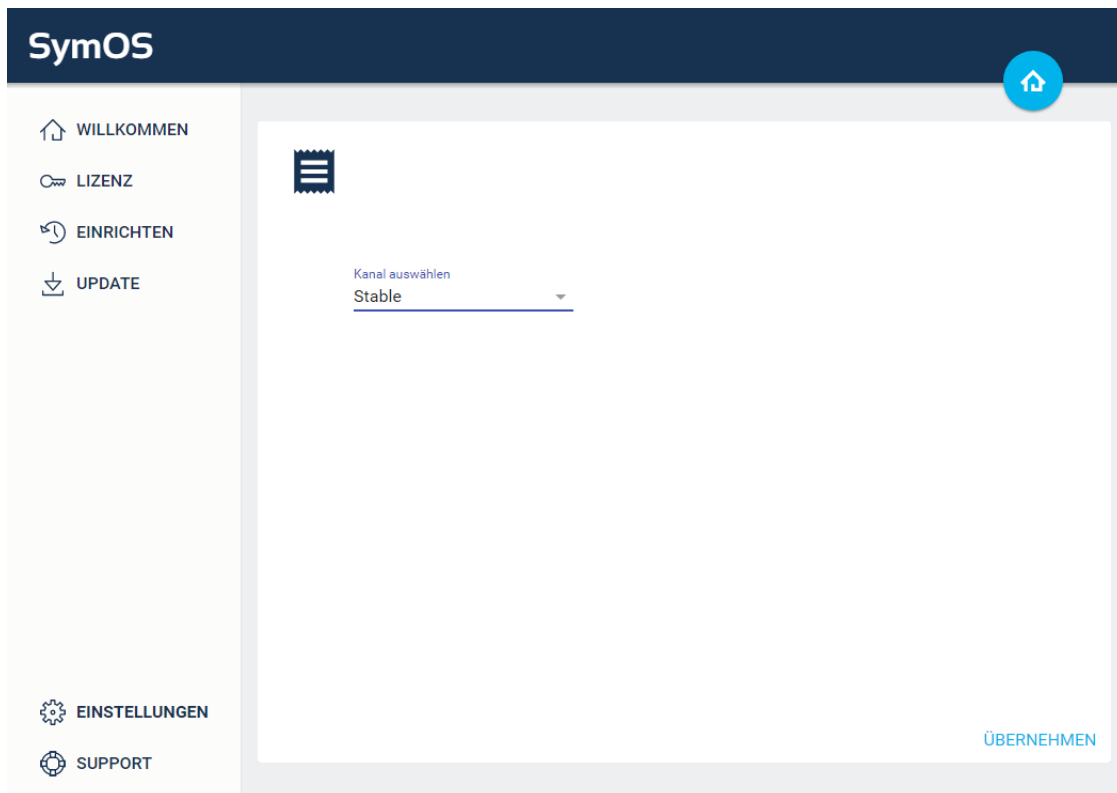 SymOS
WILLKOMMEN
LIZENZ
EINRICHTEN
UPDATE
Kanal auswählen
Stable
EINSTELLUNGEN
SUPPORT
ÜBERNEHMEN